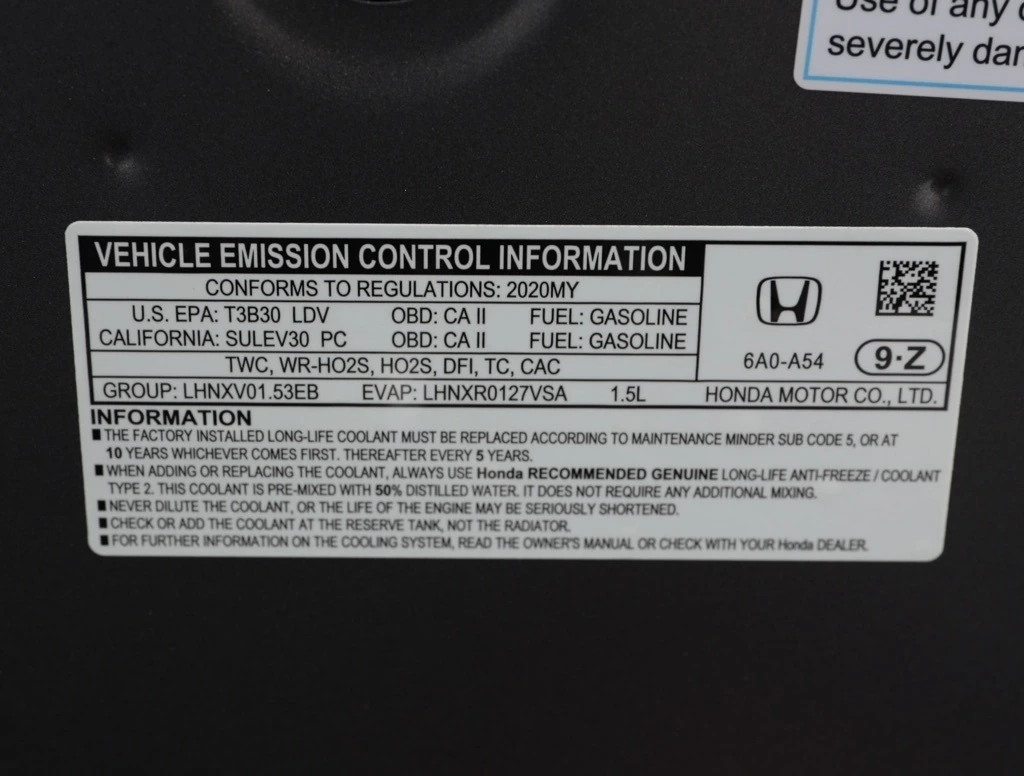 Use of any
severely
VEHICLE EMISSION CONTROL INFORMATION
CONFORMS TO REGULATIONS: 2020MY
U.S. EPA: T3B30 LDV OBD: CA II FUEL: GASOLINE
CALIFORNIA: SULEV30 PC OBD: CA II FUEL: GASOLINE
TWC, WR-HO2S, HO2S, DFI, TC, CAC
6A0-A54 9·Z
GROUP: LHNXV01.53EB EVAP: LHNXR0127VSA 1.5L HONDA MOTOR CO., LTD.
INFORMATION
■ THE FACTORY INSTALLED LONG-LIFE COOLANT MUST BE REPLACED ACCORDING TO MAINTENANCE MINDER SUB CODE 5, OR AT
10 YEARS WHICHEVER COMES FIRST. THEREAFTER EVERY 5 YEARS.
■ WHEN ADDING OR REPLACING THE COOLANT, ALWAYS USE Honda RECOMMENDED GENUINE LONG-LIFE ANTI-FREEZE / COOLANT
TYPE 2. THIS COOLANT IS PRE-MIXED WITH 50% DISTILLED WATER. IT DOES NOT REQUIRE ANY ADDITIONAL MIXING.
■ NEVER DILUTE THE COOLANT, OR THE LIFE OF THE ENGINE MAY BE SERIOUSLY SHORTENED.
■ CHECK OR ADD THE COOLANT AT THE RESERVE TANK, NOT THE RADIATOR.
■ FOR FURTHER INFORMATION ON THE COOLING SYSTEM, READ THE OWNER'S MANUAL OR CHECK WITH YOUR Honda DEALER.